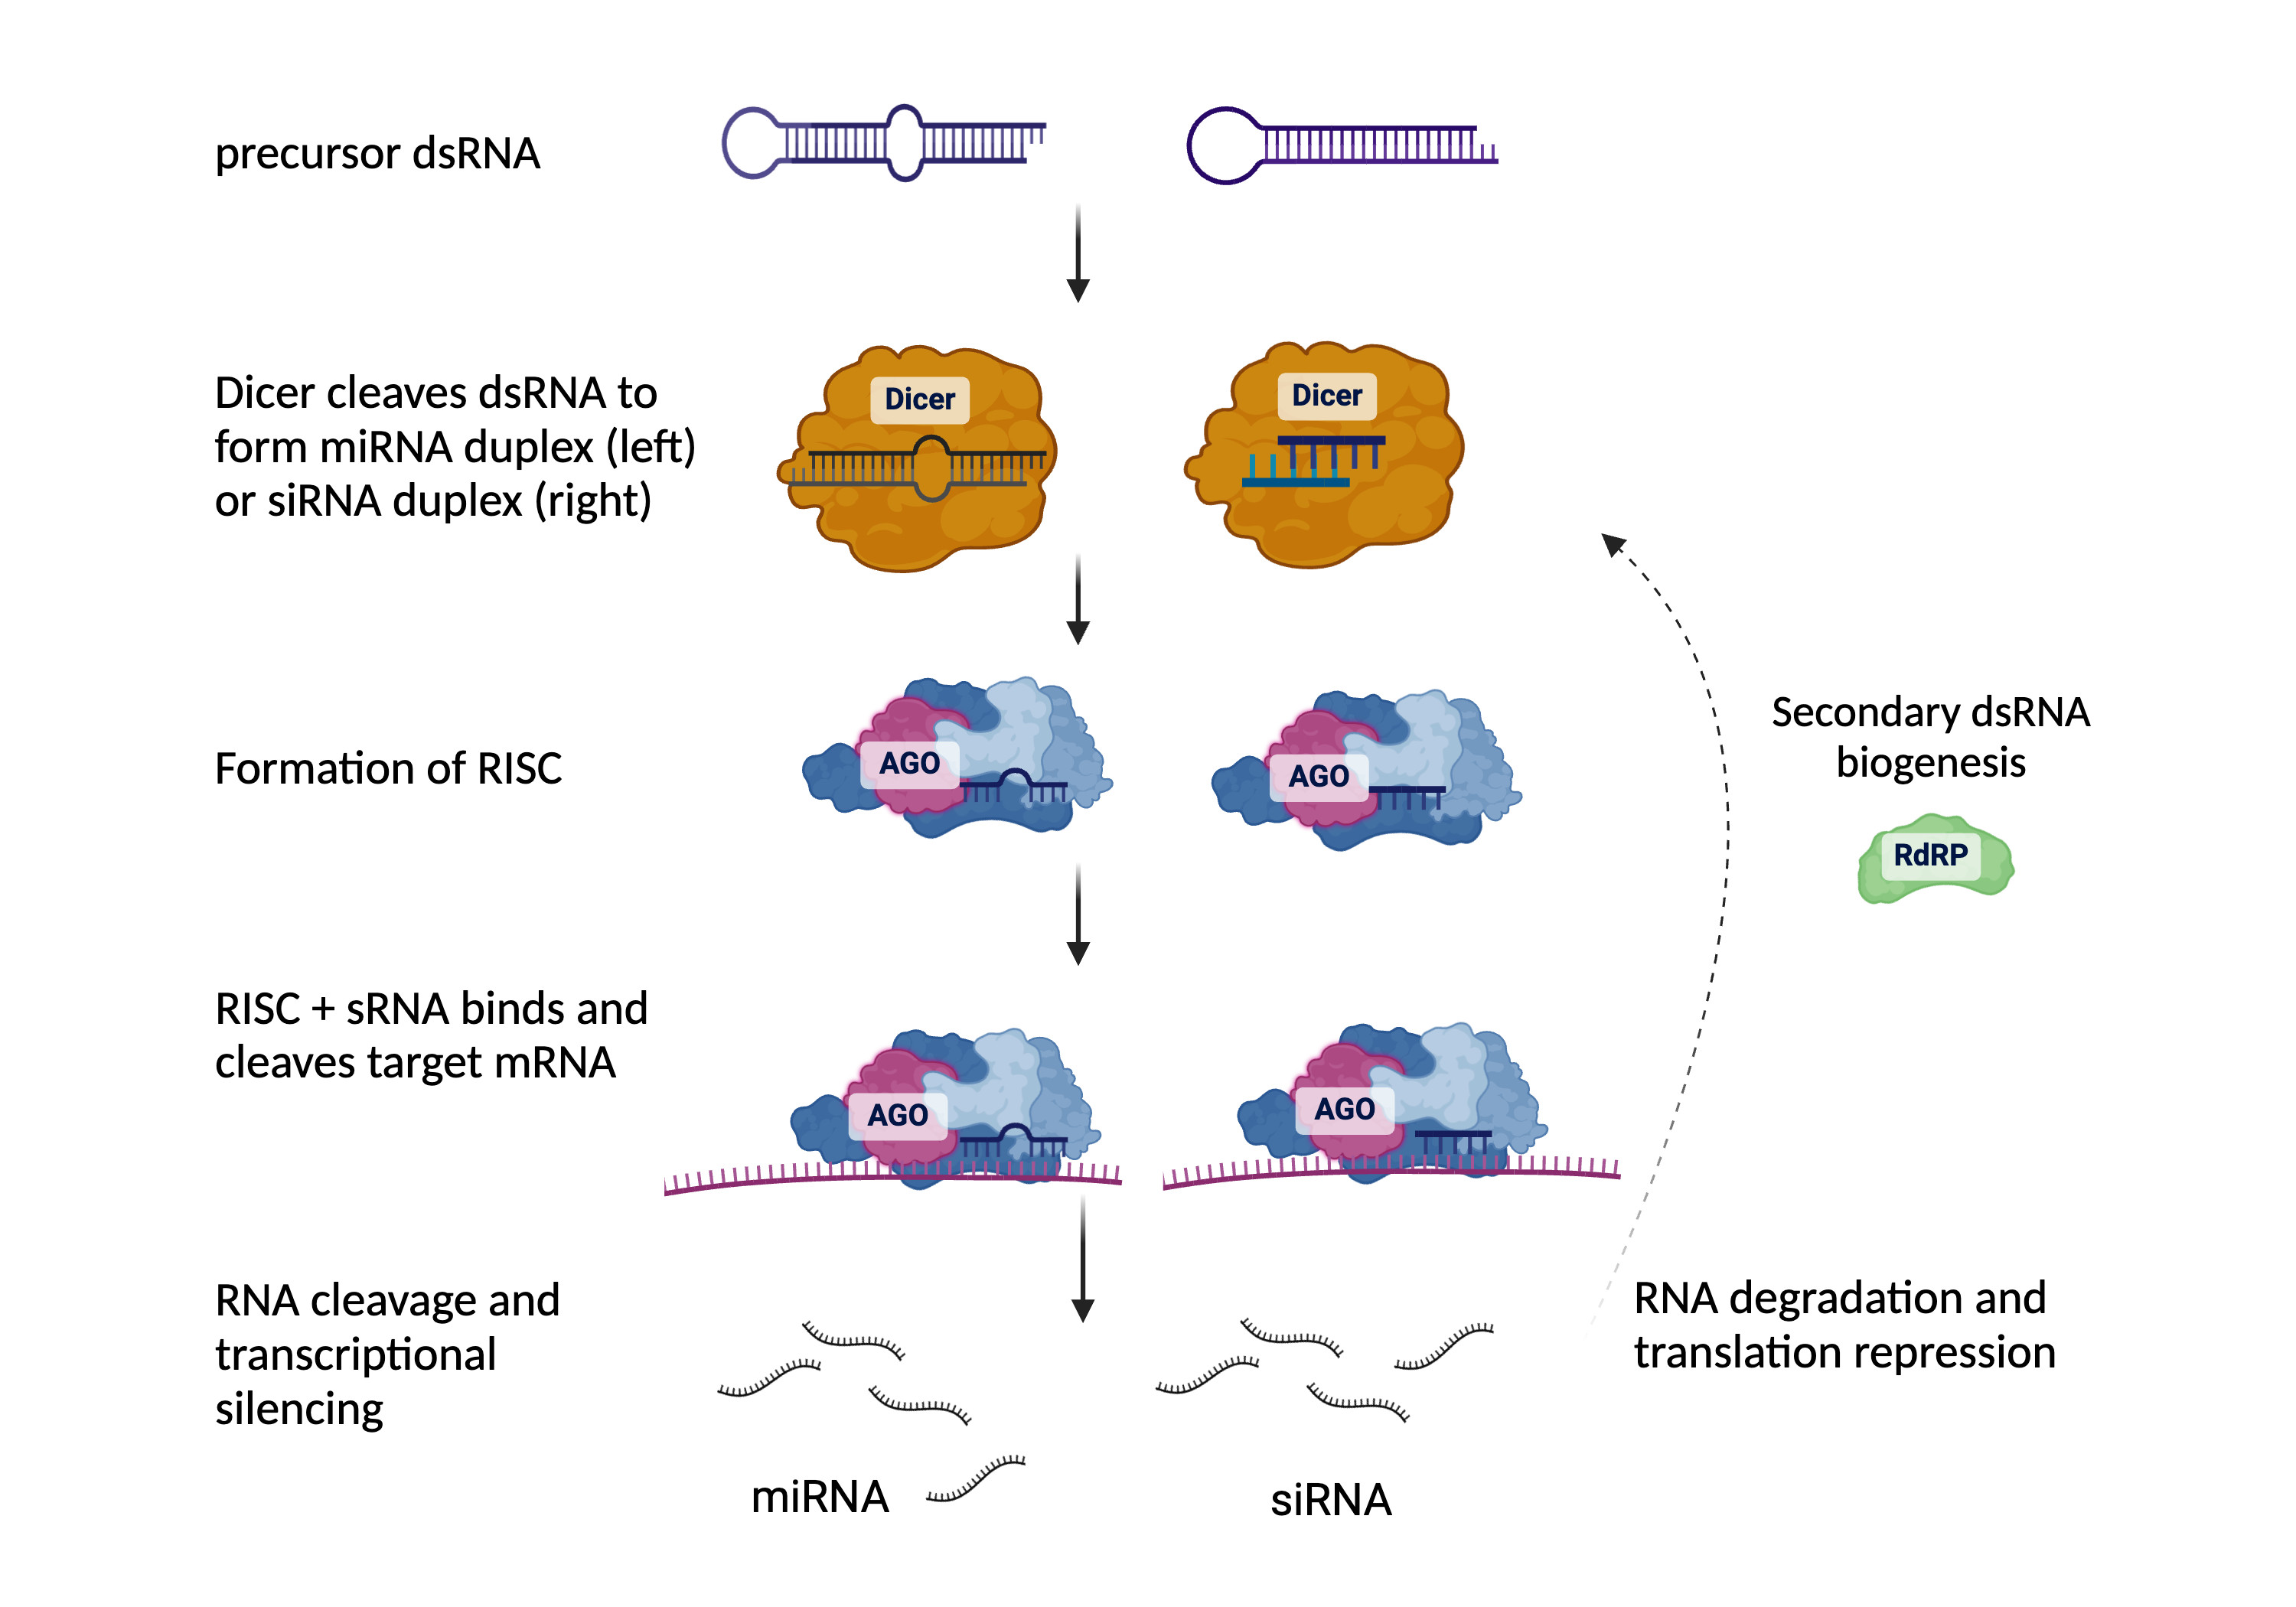 precursor dsRNA
Dicer cleaves dsRNA to
form miRNA duplex (left)
or siRNA duplex (right)
Dicer
Dicer
Formation of RISC
AGO
AGO
Secondary dsRNA
biogenesis
RdRP
RISC + sRNA binds and
cleaves target mRNA
AGO
AGO
RNA cleavage and
transcriptional
silencing
RNA degradation and
translation repression
miRNA
siRNA